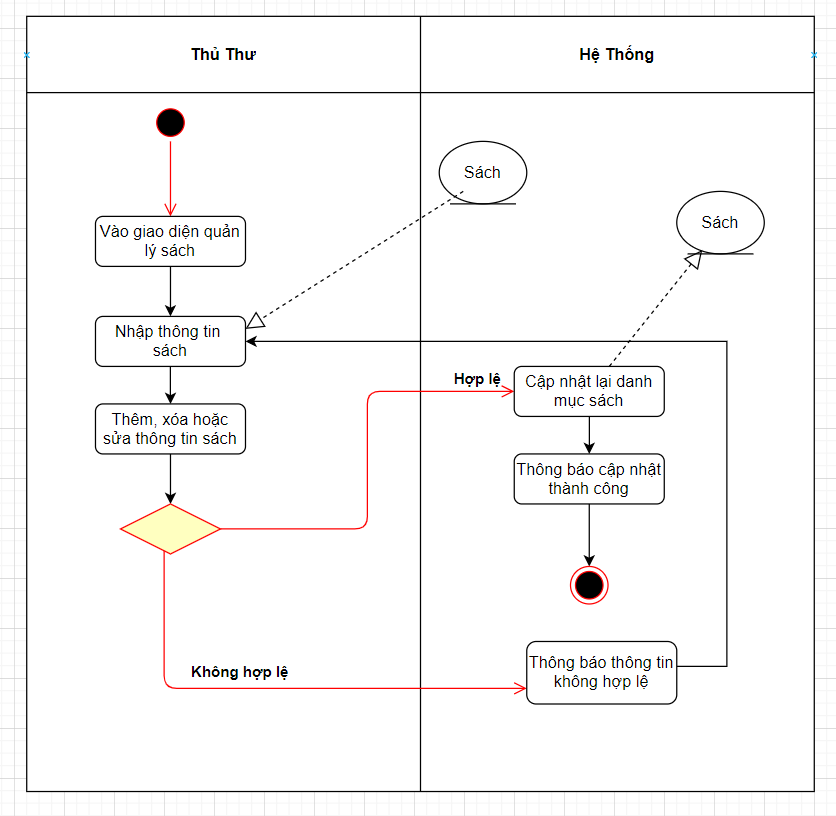 Thủ Thư
Hệ Thống
Sách
Sách
Vào giao diện quản
lý sách
Nhập thông tin
sách
Hợp lệ
Cập nhật lại danh
mục sách
Thêm, xóa hoặc
sửa thông tin sách
Thông báo cập nhật
thành công
Không hợp lệ
Thông báo thông tin
không hợp lệ